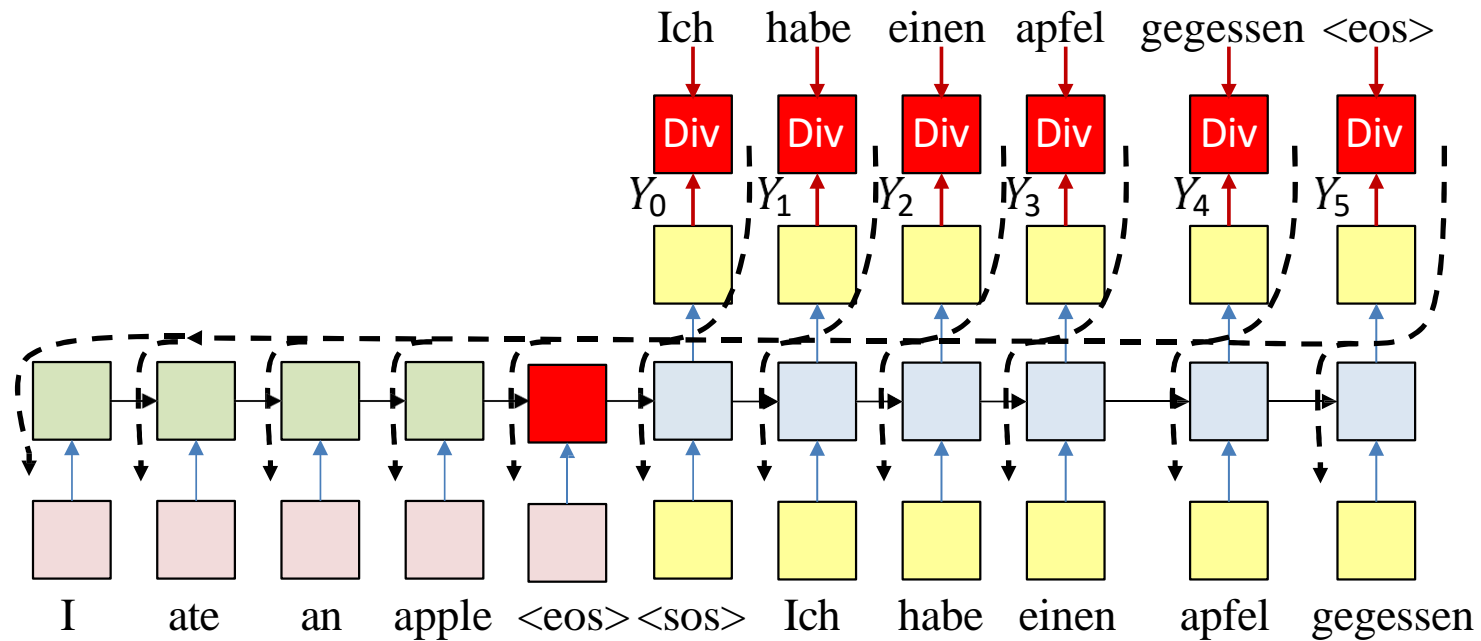 Ich habe einen apfel gegessen <eos>
Div Div Div Div Div Div
Y0 Y1 Y2 Y3 Y4 Y5
I ate an apple <eos> <sos> Ich habe einen apfel gegessen